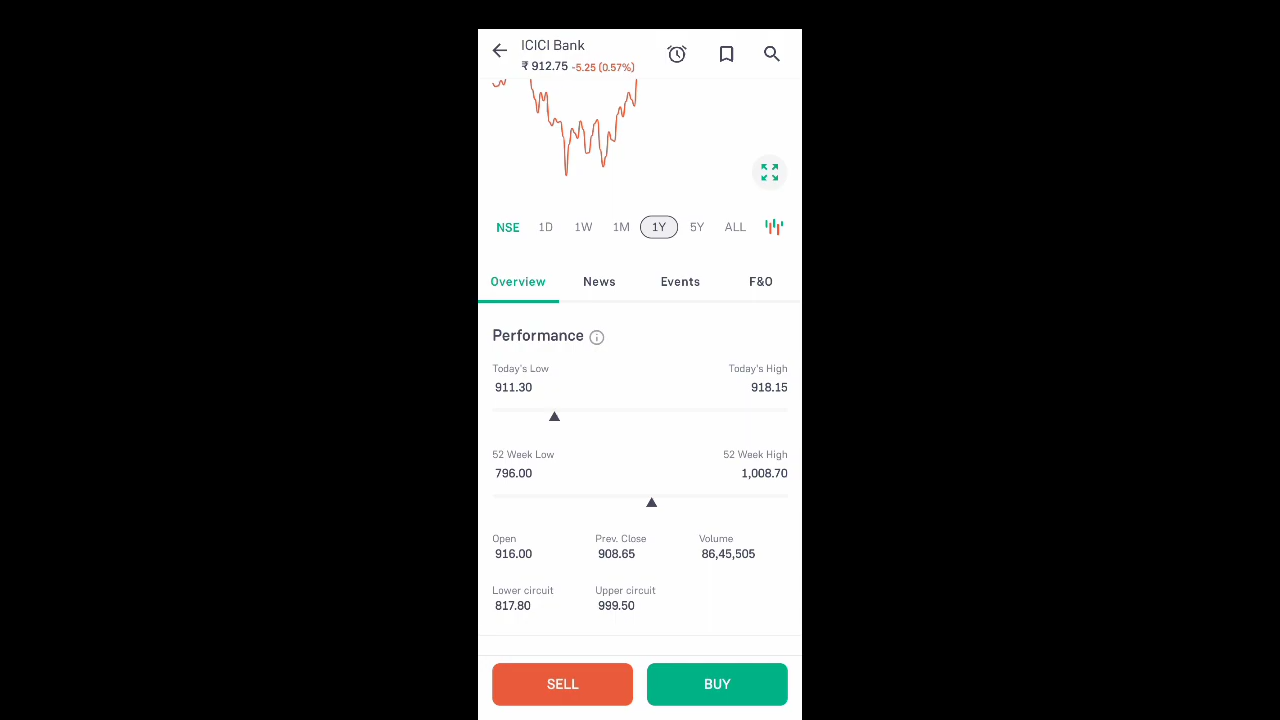 ICICI Bank
₹ 912.75 -5.25 (0.57%)
NSE 1D 1W 1M 1Y 5Y ALL
Overview News Events F&O
Performance
Today's Low Today's High
911.30 918.15
52 Week Low 52 Week High
796.00 1,008.70
Open Prev. Close Volume
916.00 908.65 86,45,505
Lower circuit Upper circuit
817.80 999.50
SELL BUY